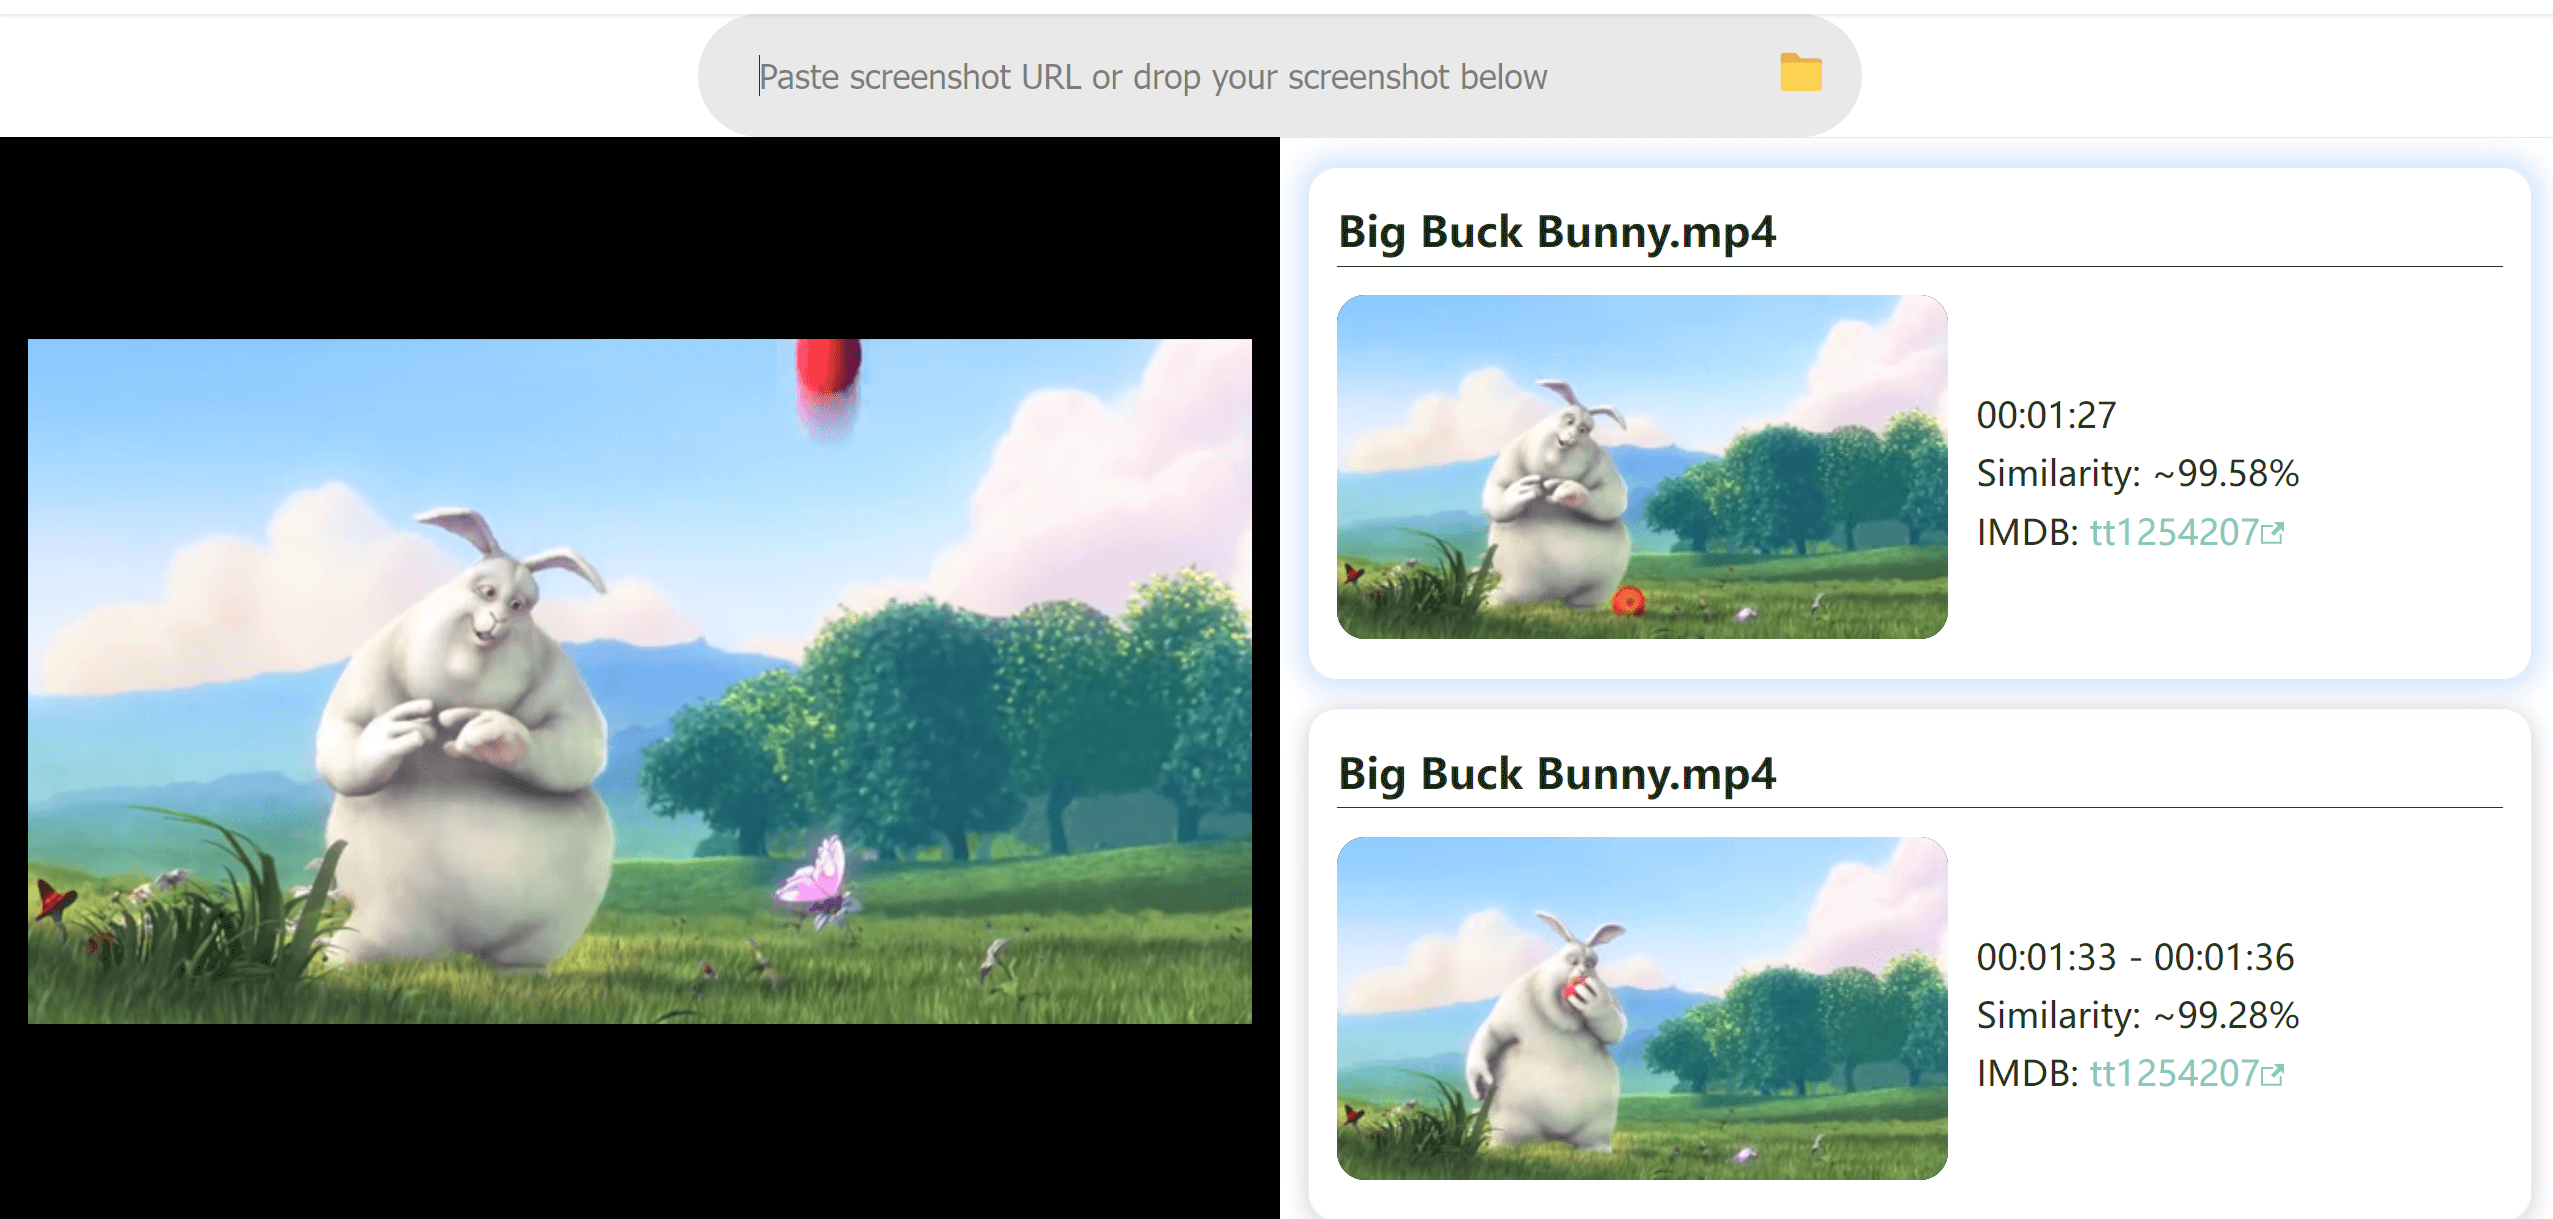 Paste screenshot URL or drop your screenshot below
Big Buck Bunny.mp4
00:01:27
Similarity: ~99.58%
IMDB: tt1254207
Big Buck Bunny.mp4
00:01:33 - 00:01:36
Similarity: ~99.28%
IMDB: tt1254207